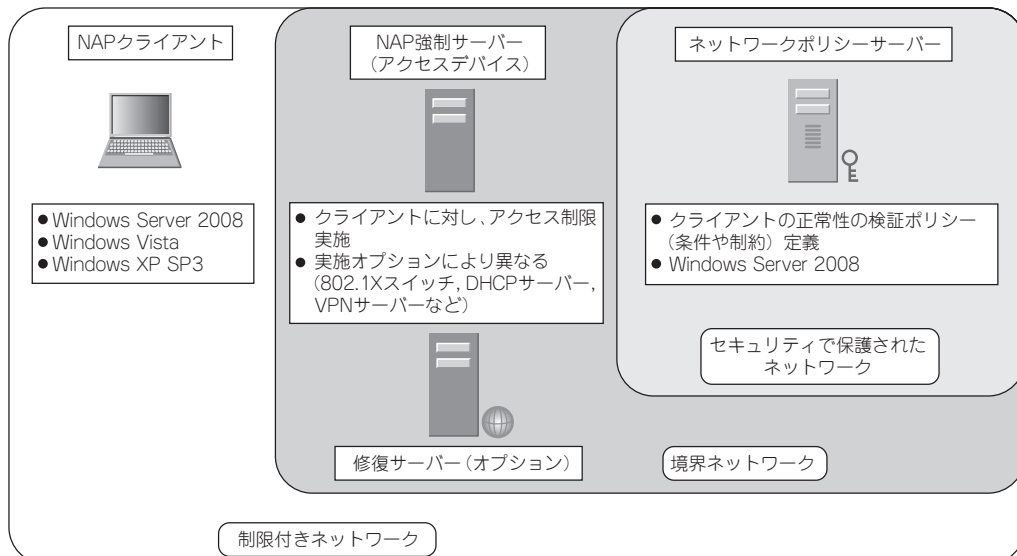 NAPクライアント
● Windows Server 2008
● Windows Vista
● Windows XP SP3
NAP強制サーバー
(アクセスデバイス)
● クライアントに対し、アクセス制限
実施
● 実施オプションにより異なる
(802.1Xスイッチ, DHCPサーバー,
VPNサーバーなど)
修復サーバー(オプション)
ネットワークポリシーサーバー
● クライアントの正常性の検証ポリシー
(条件や制約)定義
● Windows Server 2008
セキュリティで保護された
ネットワーク
境界ネットワーク
制限付きネットワーク